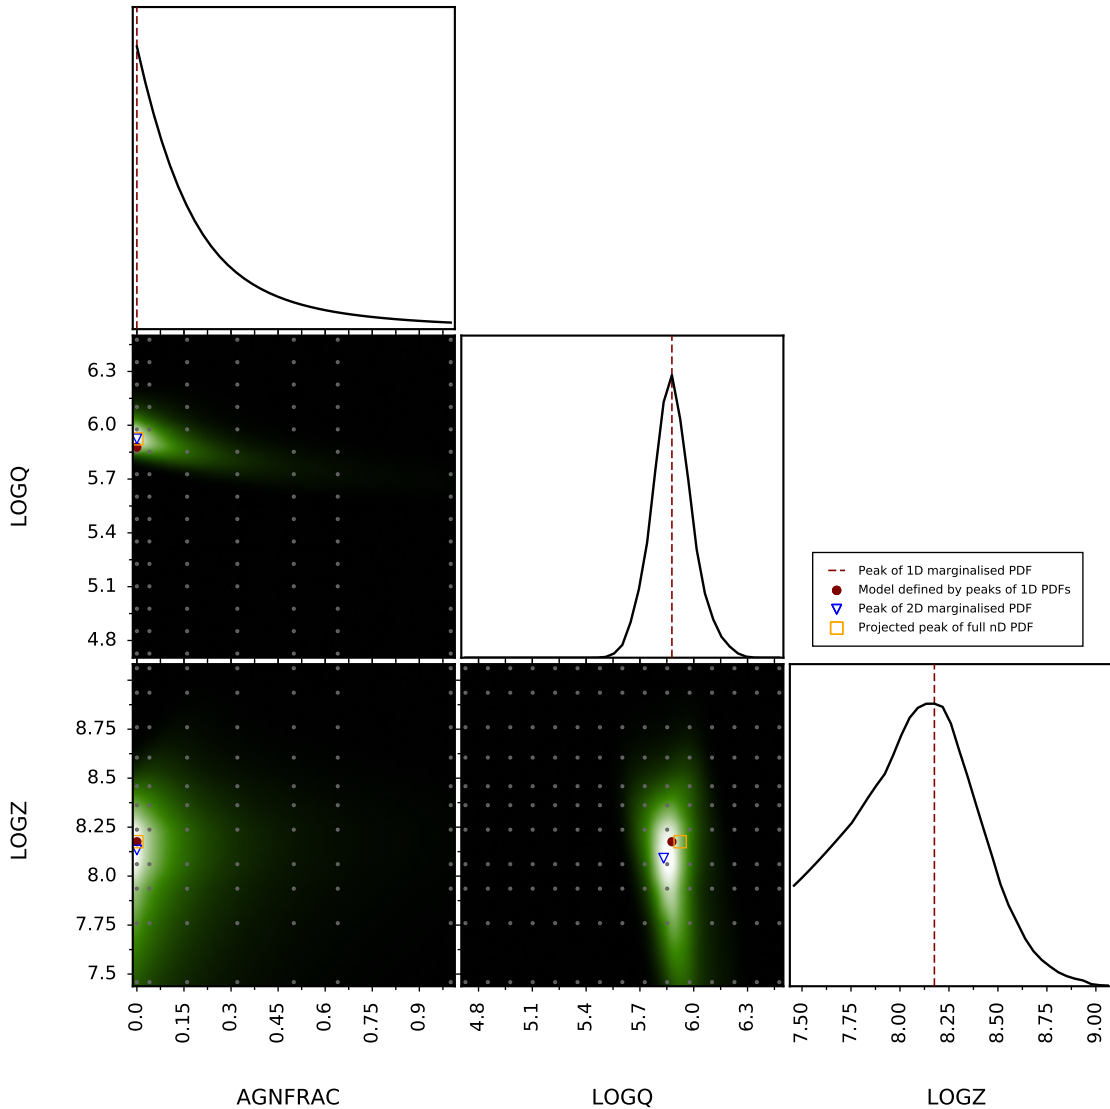 LOGQ
6.3
6.0
5.7
5.4
5.1
4.8
Peak of 1D marginalised PDF
Model defined by peaks of 1D PDFs
Peak of 2D marginalised PDF
Projected peak of full nD PDF
LOGZ
8.75
8.5
8.25
8.0
7.75
7.5
0.0 0.15 0.3 0.45 0.6 0.75 0.9
4.8 5.1 5.4 5.7 6.0 6.3
7.50 7.75 8.00 8.25 8.50 8.75 9.00
AGNFRAC LOGQ LOGZ